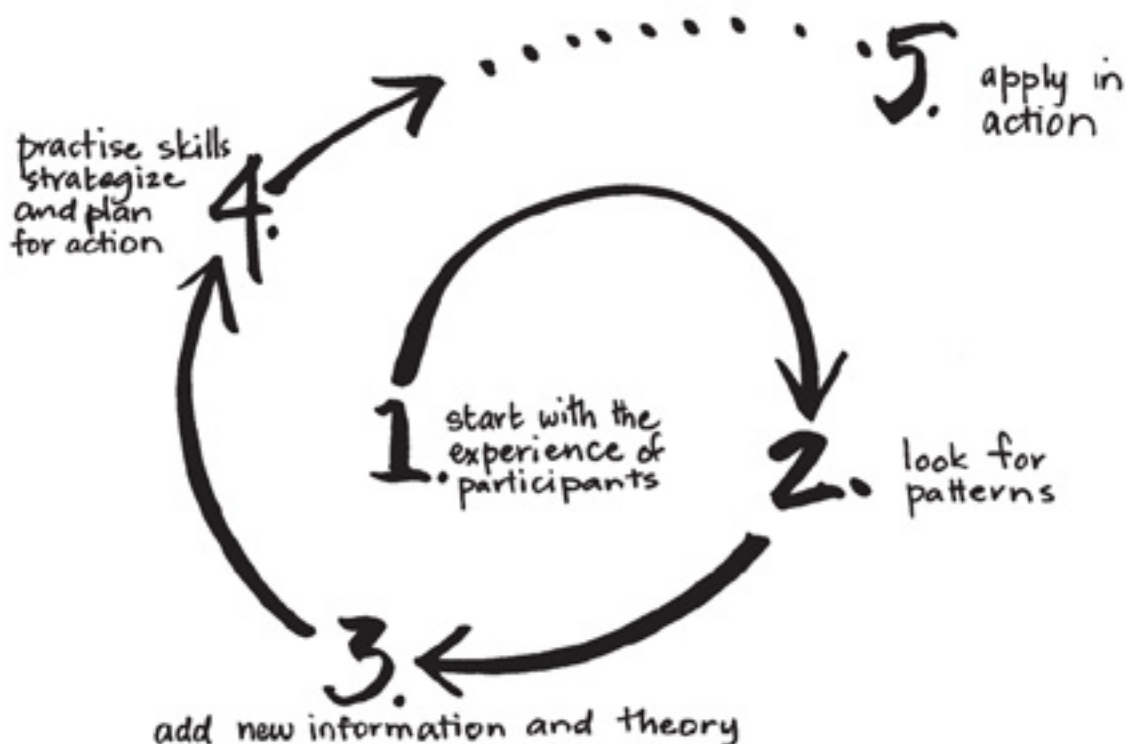 1. start with the
experience of
participants
2. look for
patterns
3.
add new information and theory
practise skills
strategize
and plan
for action
4.
5. apply in
action